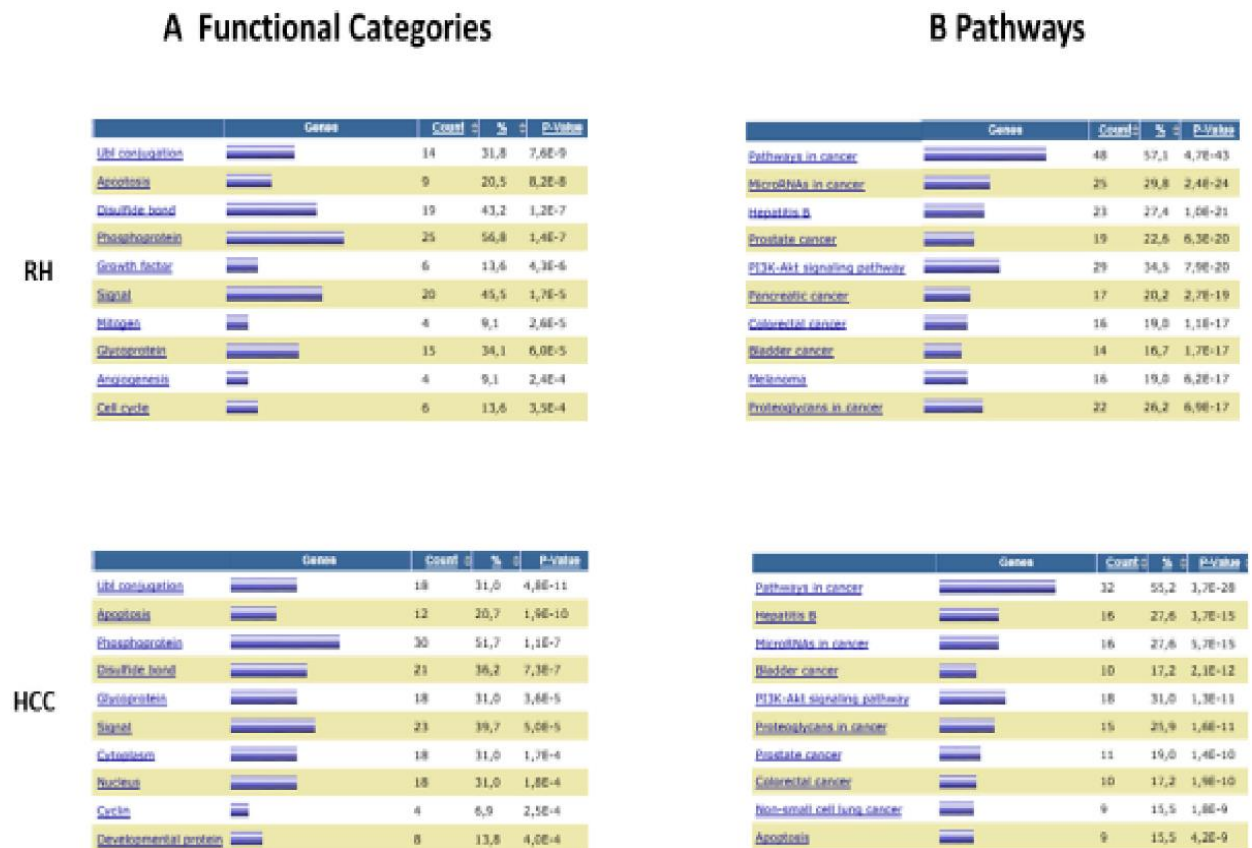 A Functional Categories
B Pathways
RH
Genes Count % P-Value
Ubl conjugation 14 31,8 7,6E-9
Apoptosis 9 20,5 8,2E-8
Disulfide bond 19 43,2 1,2E-7
Phosphoprotein 25 56,8 1,4E-7
Growth factor 6 13,6 4,3E-6
Signal 20 45,5 1,7E-5
Mitogen 4 9,1 2,6E-5
Glycoprotein 15 34,1 6,0E-5
Angiogenesis 4 9,1 2,4E-4
Cell cycle 6 13,6 3,5E-4
Genes Count % P-Value
Pathways in cancer 48 57,1 4,7E-43
MicroRNAs in cancer 25 29,8 2,4E-24
Hepatitis B 23 27,4 1,0E-21
Prostate cancer 19 22,6 6,3E-20
PI3K-Akt signaling pathway 29 34,5 7,9E-20
Pancreatic cancer 17 20,2 2,7E-19
Colorectal cancer 16 19,0 1,1E-17
Bladder cancer 14 16,7 1,7E-17
Melanoma 16 19,0 6,2E-17
Proteoglycans in cancer 22 26,2 6,9E-17
HCC
Genes Count % P-Value
Ubl conjugation 18 31,0 4,8E-11
Apoptosis 12 20,7 1,9E-10
Phosphoprotein 30 51,7 1,1E-7
Disulfide bond 21 36,2 7,3E-7
Glycoprotein 18 31,0 3,6E-5
Signal 23 39,7 5,0E-5
Cytoplasm 18 31,0 1,7E-4
Nucleus 18 31,0 1,8E-4
Cyclin 4 6,9 2,5E-4
Developmental protein 8 13,8 4,0E-4
Genes Count % P-Value
Pathways in cancer 32 55,2 3,7E-28
Hepatitis B 16 27,6 3,7E-15
MicroRNAs in cancer 16 27,6 5,7E-15
Bladder cancer 10 17,2 2,1E-12
PI3K-Akt signaling pathway 18 31,0 1,3E-11
Proteoglycans in cancer 15 25,9 1,6E-11
Prostate cancer 11 19,0 1,4E-10
Colorectal cancer 10 17,2 1,9E-10
Non-small cell lung cancer 9 15,5 1,8E-9
Apoptosis 9 15,5 4,2E-9